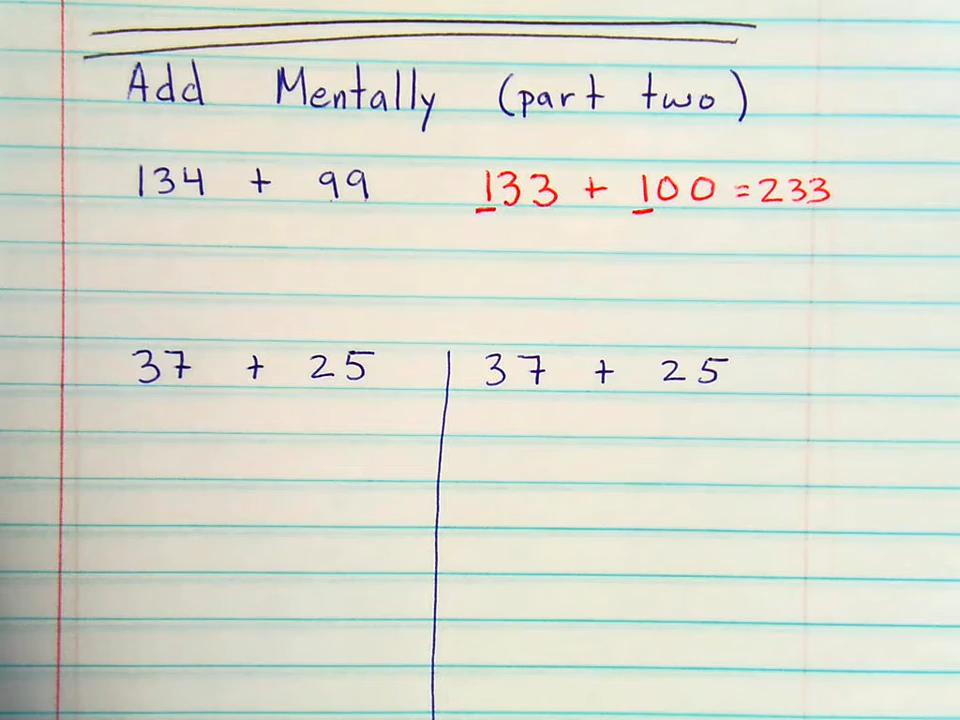 Add Mentally (part two)
134 + 99 133 + 100 = 233
37 + 25 37 + 25